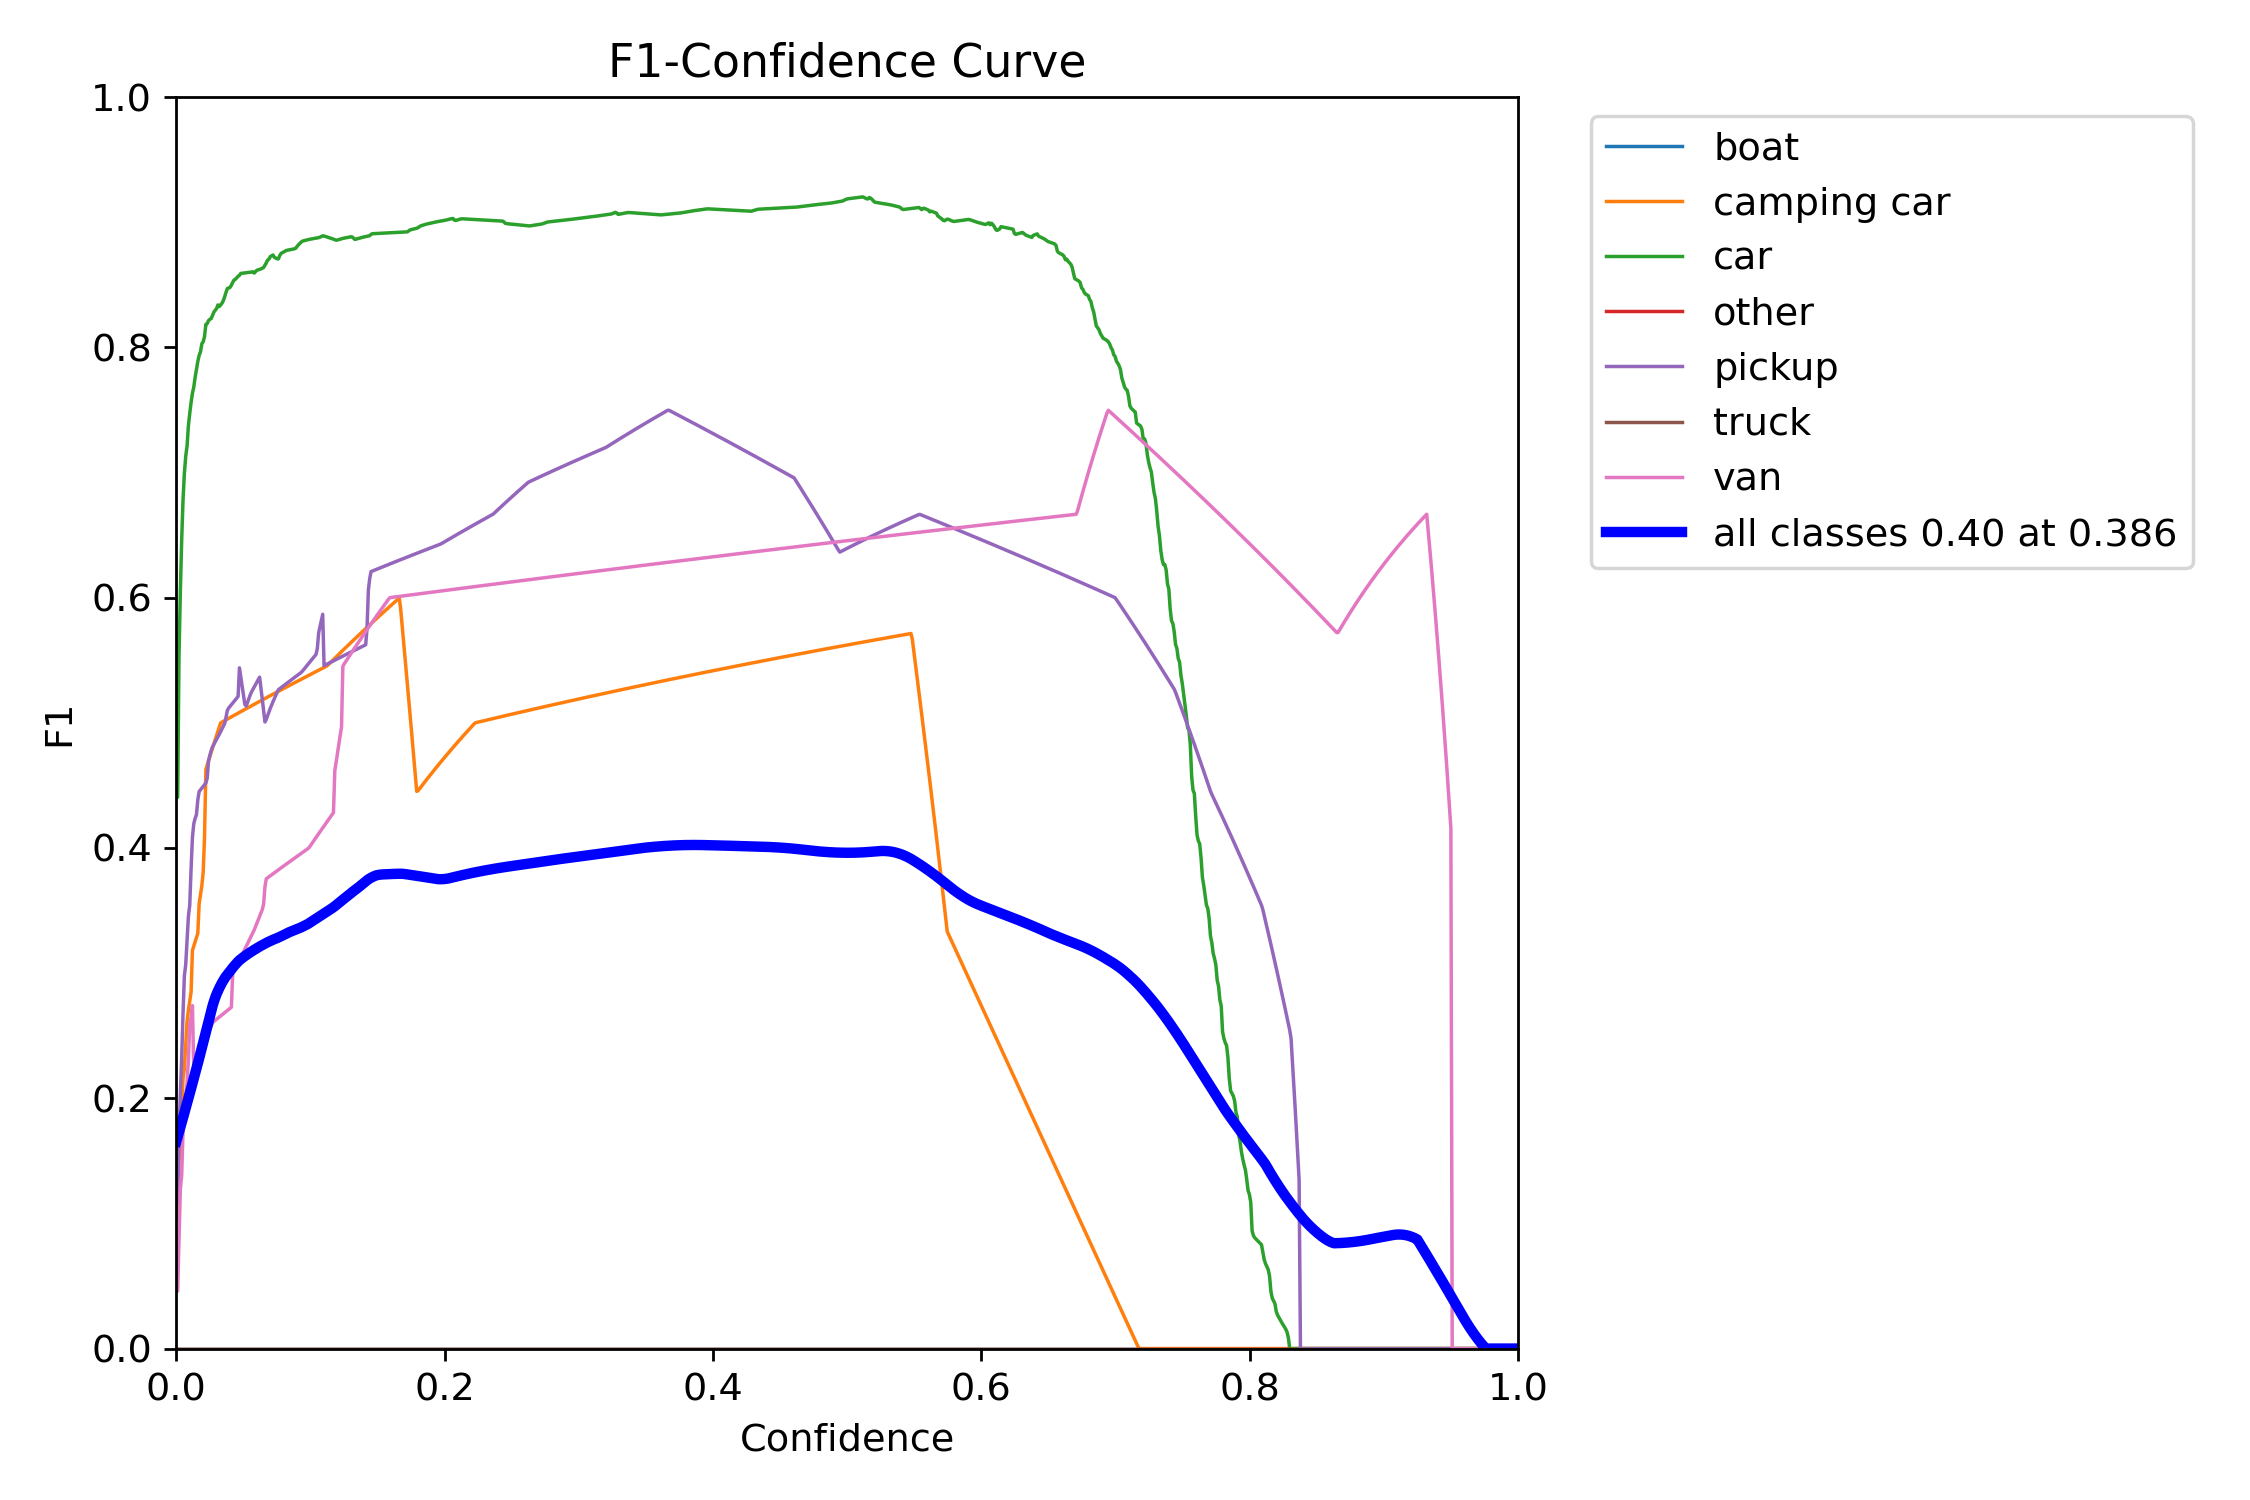 F1-Confidence Curve
1.0
0.8
0.6
0.4
0.2
0.0
F1
0.0 0.2 0.4 0.6 0.8 1.0
Confidence
boat
camping car
car
other
pickup
truck
van
all classes 0.40 at 0.386